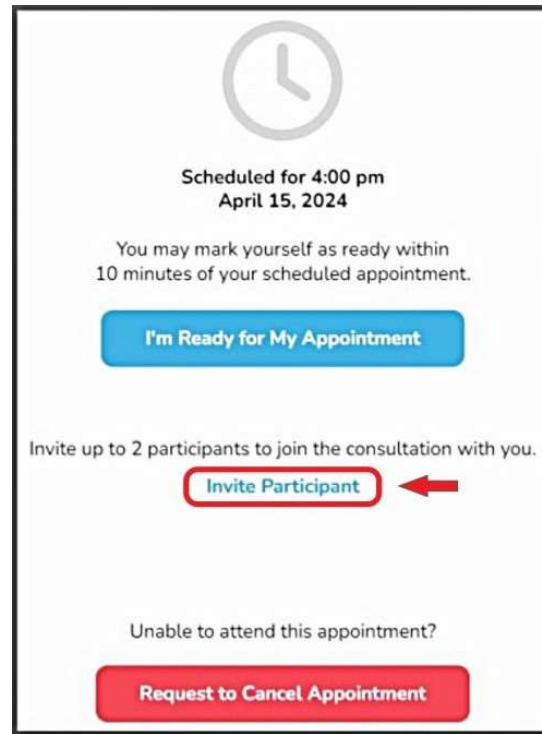 Scheduled for 4:00 pm
April 15, 2024
You may mark yourself as ready within
10 minutes of your scheduled appointment.
I'm Ready for My Appointment
Invite up to 2 participants to join the consultation with you.
Invite Participant
Unable to attend this appointment?
Request to Cancel Appointment